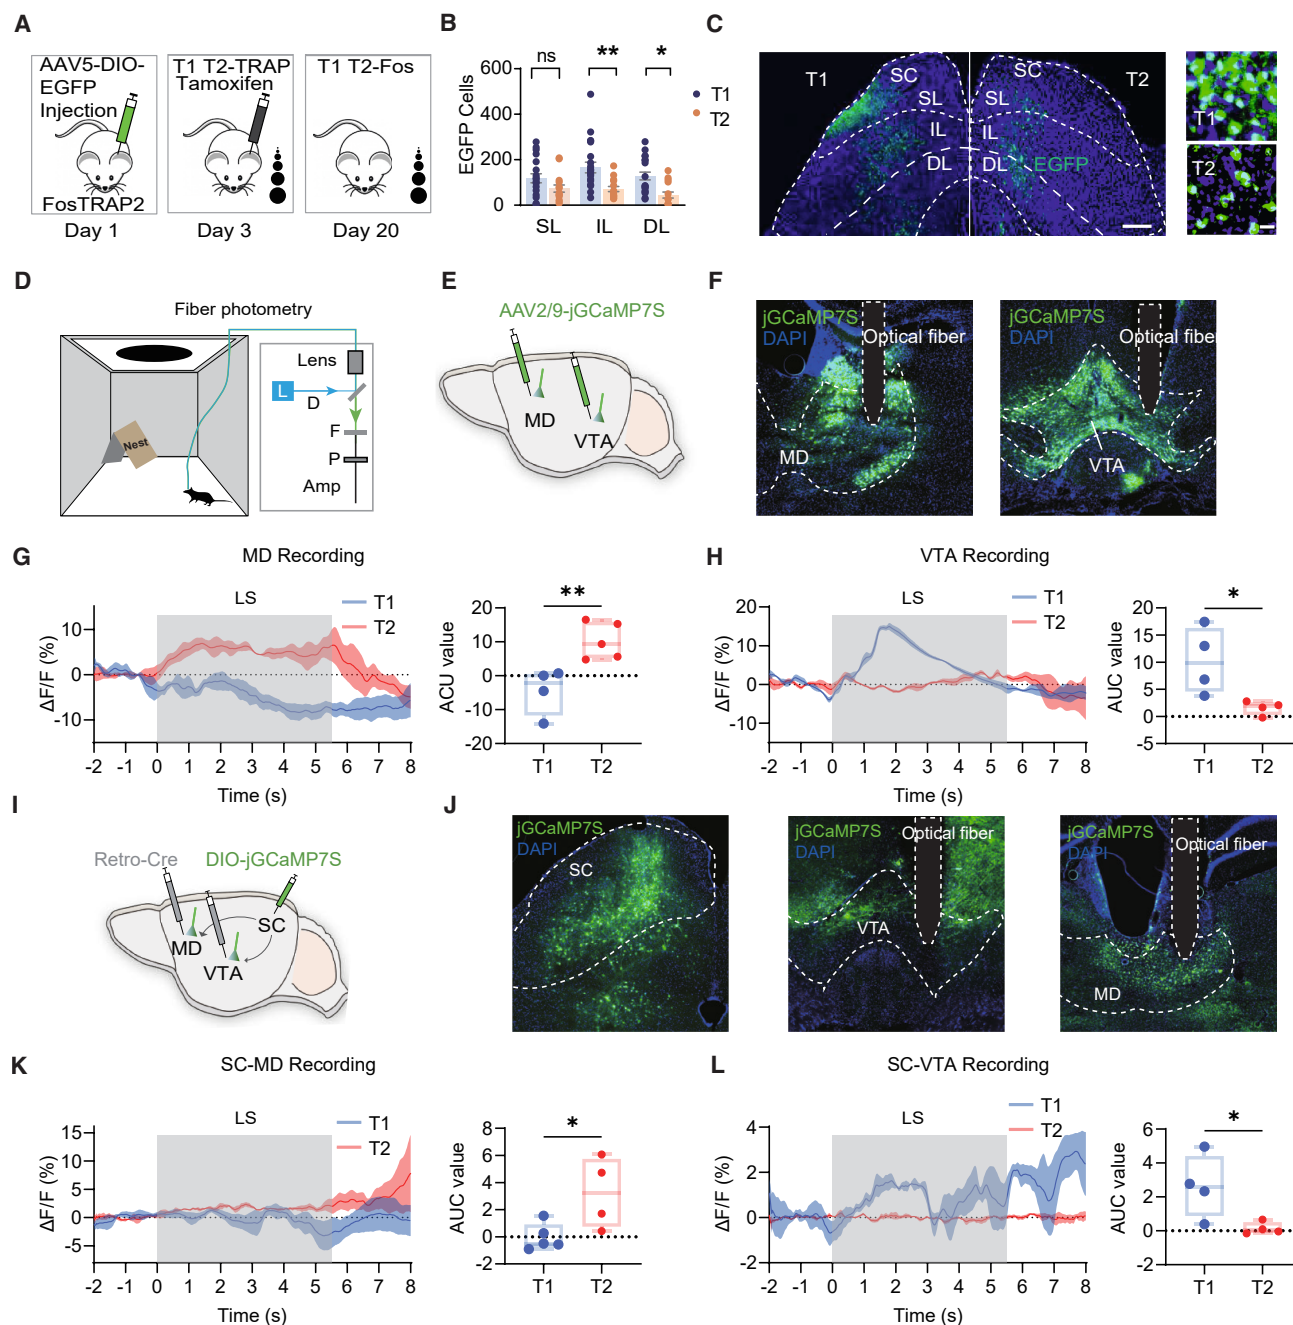 A
AAV5-DIO-
EGFP
Injection
FosTRAP2
Day 1
T1 T2-TRAP
Tamoxifen
Day 3
T1 T2-Fos
Day 20
B
EGFP Cells
600
400
200
0
ns
**
*
T1
T2
SL
IL
DL
C
T1
SC
SL
IL
DL
SC
SL
IL
DL
EGFP
T2
T1
T2
D
Fiber photometry
Nest
Lens
L
D
F
P
Amp
E
AAV2/9-jGCaMP7S
MD
VTA
F
jGCaMP7S
DAPI
Optical fiber
MD
jGCaMP7S
DAPI
Optical fiber
VTA
G
MD Recording
LS
T1
T2
ΔF/F (%)
10
0
-10
-2 -1 0 1 2 3 4 5 6 7 8
Time (s)
**
ACU value
20
10
0
-10
-20
T1 T2
H
VTA Recording
LS
T1
T2
ΔF/F (%)
20
10
0
-10
-2 -1 0 1 2 3 4 5 6 7 8
Time (s)
*
AUC value
20
15
10
5
0
-5
T1 T2
I
Retro-Cre
DIO-jGCaMP7S
SC
MD
VTA
J
jGCaMP7S
DAPI
SC
jGCaMP7S
DAPI
Optical fiber
VTA
jGCaMP7S
DAPI
Optical fiber
MD
K
SC-MD Recording
LS
T1
T2
ΔF/F (%)
15
10
5
0
-5
-2 -1 0 1 2 3 4 5 6 7 8
Time (s)
*
AUC value
8
6
4
2
0
-2
T1 T2
L
SC-VTA Recording
LS
T1
T2
ΔF/F (%)
4
2
0
-2
-2 -1 0 1 2 3 4 5 6 7 8
Time (s)
*
AUC value
6
4
2
0
-2
T1 T2